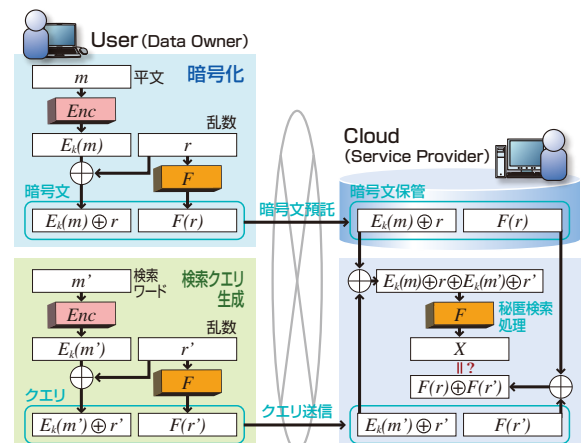 User (Data Owner)
暗号化
m
平文
Enc
Ek(m)
乱数
r
F
暗号文
Ek(m)⊕r
F(r)
暗号文預託
Cloud
(Service Provider)
暗号文保管
Ek(m)⊕r
F(r)
検索クエリ
生成
m’
検索
ワード
Enc
Ek(m’)
乱数
r’
F
クエリ
Ek(m’)⊕r’
F(r’)
クエリ送信
Ek(m)⊕r⊕Ek(m’)⊕r’
F
秘匿検索
処理
X
=?
F(r)⊕F(r’)
Ek(m’)⊕r’
F(r’)